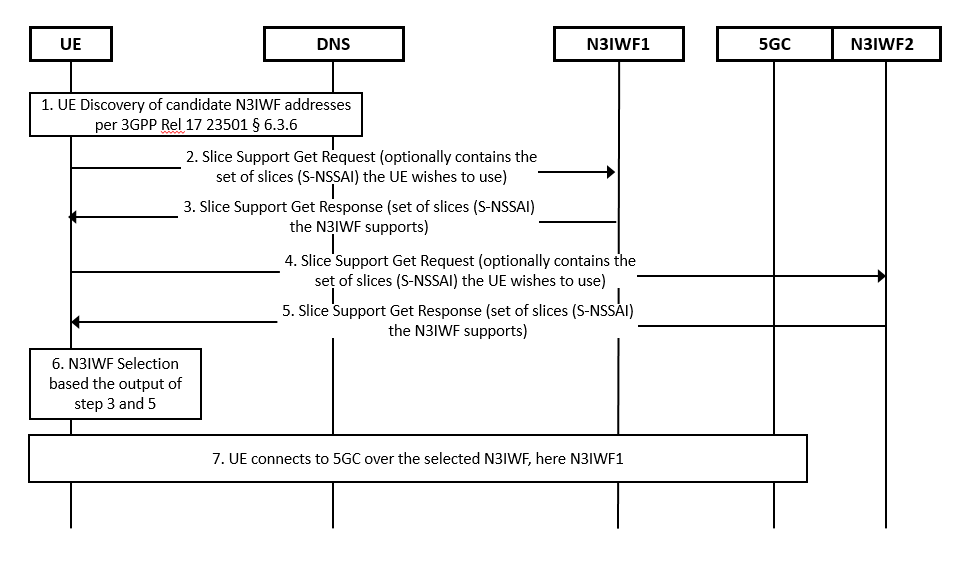 UE
DNS
N3IWF1
5GC
N3IWF2
1. UE Discovery of candidate N3IWF addresses
per 3GPP Rel 17 23501 § 6.3.6
2. Slice Support Get Request (optionally contains the
set of slices (S-NSSAI) the UE wishes to use)
3. Slice Support Get Response (set of slices (S-NSSAI)
the N3IWF supports)
4. Slice Support Get Request (optionally contains the
set of slices (S-NSSAI) the UE wishes to use)
5. Slice Support Get Response (set of slices (S-NSSAI)
the N3IWF supports)
6. N3IWF Selection
based the output of
step 3 and 5
7. UE connects to 5GC over the selected N3IWF, here N3IWF1